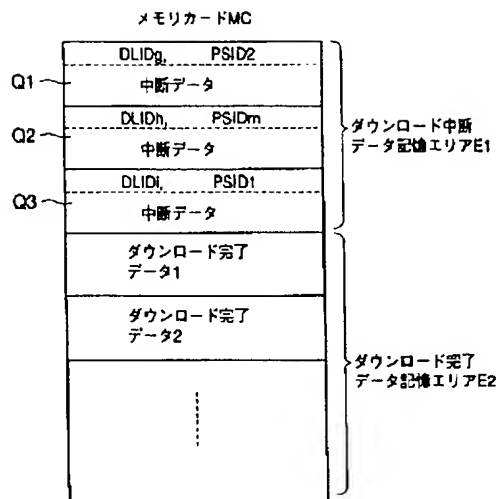 メモリカードMC
DLIDg, PSID2
Q1
中断データ
DLIDh, PSIDm
Q2
中断データ
ダウンロード中断
データ記憶エリアE1
DLIDi, PSID1
Q3
中断データ
ダウンロード完了
データ1
ダウンロード完了
データ2
ダウンロード完了
データ記憶エリアE2